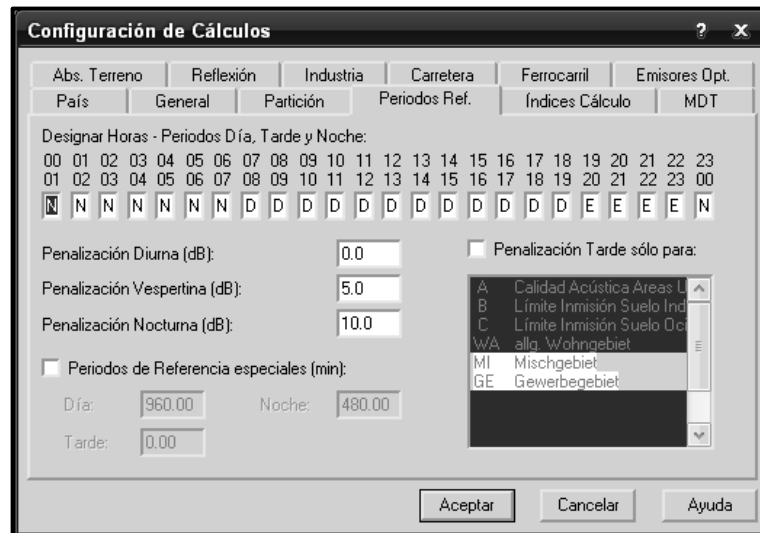 Configuración de Cálculos
? x
Abs. Terreno Reflexión Industria Carretera Ferrocarril Emisores Opt.
País General Partición Periodos Ref. Índices Cálculo MDT
Designar Horas - Periodos Día, Tarde y Noche:
00 01 02 03 04 05 06 07 08 09 10 11 12 13 14 15 16 17 18 19 20 21 22 23
01 02 03 04 05 06 07 08 09 10 11 12 13 14 15 16 17 18 19 20 21 22 23 00
N N N N N N N D D D D D D D D D D D D E E E E N
Penalización Diurna (dB): 0.0
Penalización Tarde sólo para:
Penalización Vespertina (dB): 5.0
Penalización Nocturna (dB): 10.0
A Calidad Acústica Areas U
B Límite Inmisión Suelo Ind
C Límite Inmisión Suelo Oci
WA allg. Wohngebiet
MI Mischgebiet
GE Gewerbegebiet
Periodos de Referencia especiales (min):
Día: 960.00 Noche: 480.00
Tarde: 0.00
Aceptar Cancelar Ayuda